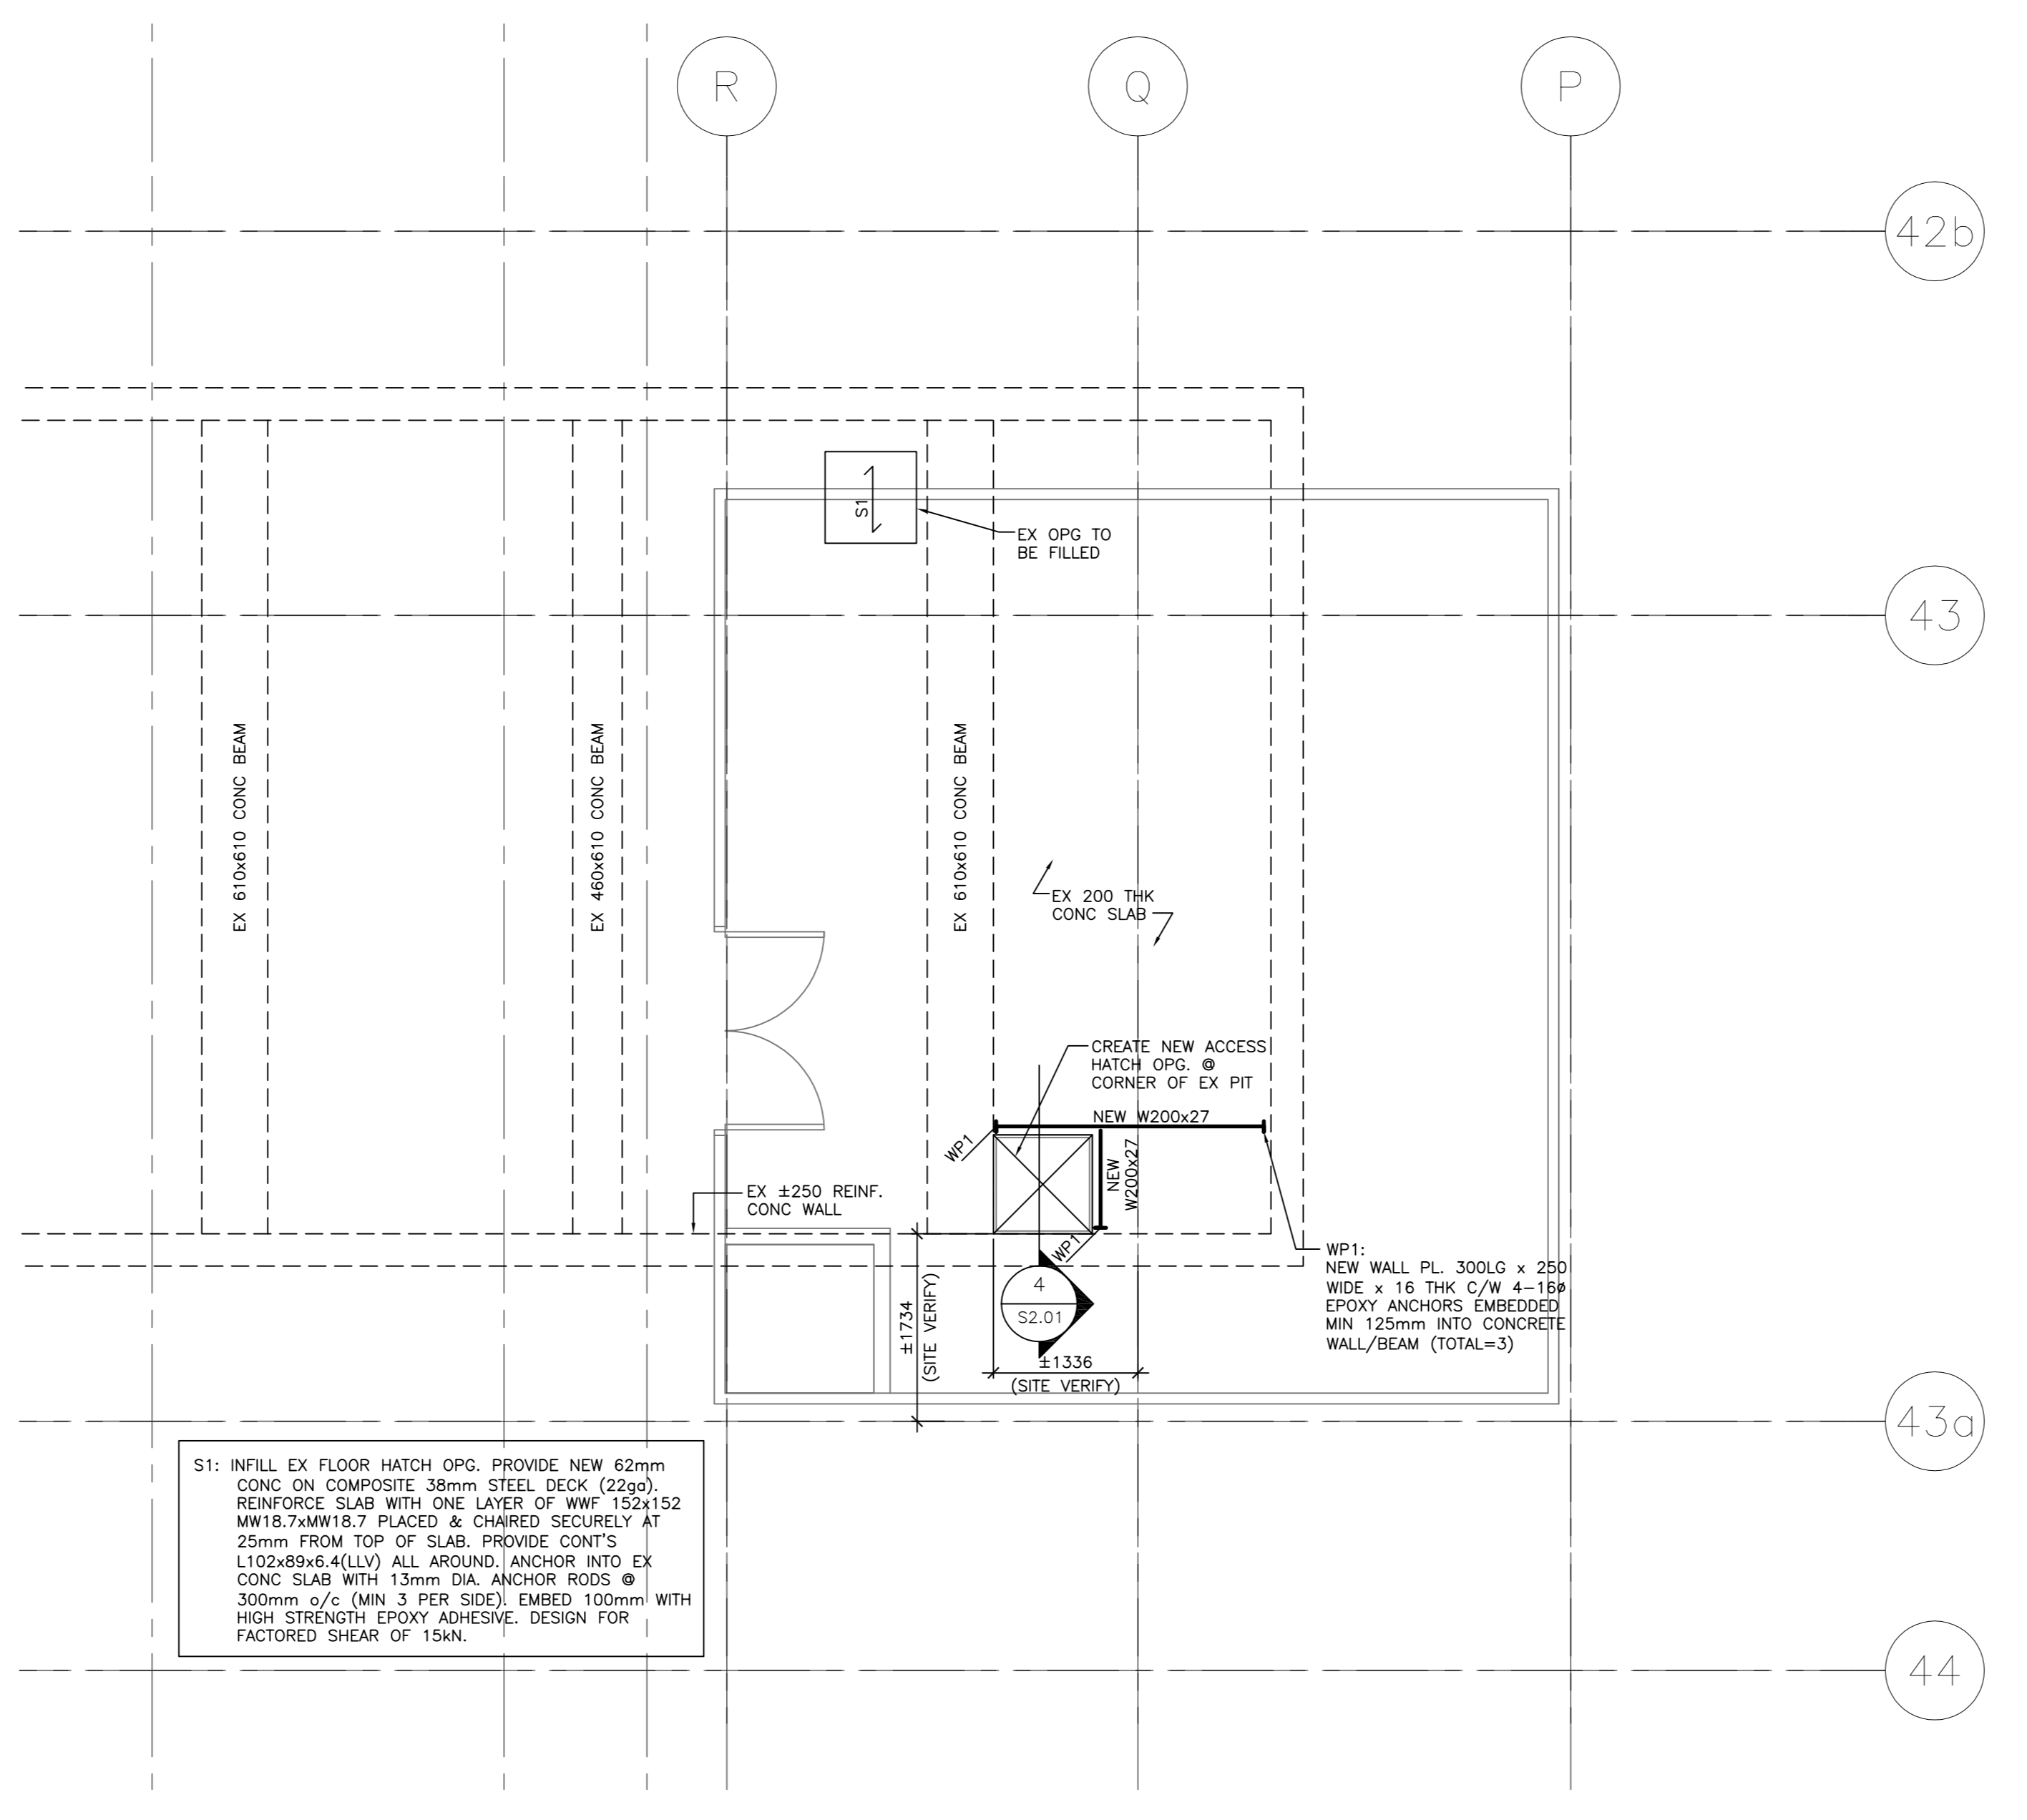 R
Q
P
42b
S1
EX OPG TO
BE FILLED
43
EX 610x610 CONC BEAM
EX 460x610 CONC BEAM
EX 610x610 CONC BEAM
EX 200 THK
CONC SLAB
CREATE NEW ACCESS
HATCH OPG. @
CORNER OF EX PIT
NEW W200x27
WP1
NEW
W200x27
EX ±250 REINF.
CONC WALL
WP1
WP1:
NEW WALL PL. 300LG x 250
WIDE x 16 THK C/W 4-16ø
EPOXY ANCHORS EMBEDDED
MIN 125mm INTO CONCRETE
WALL/BEAM (TOTAL=3)
4
S2.01
±1734
(SITE VERIFY)
±1336
(SITE VERIFY)
43a
S1: INFILL EX FLOOR HATCH OPG. PROVIDE NEW 62mm
CONC ON COMPOSITE 38mm STEEL DECK (22ga).
REINFORCE SLAB WITH ONE LAYER OF WWF 152x152
MW18.7xMW18.7 PLACED & CHAIRED SECURELY AT
25mm FROM TOP OF SLAB. PROVIDE CONT'S
L102x89x6.4(LLV) ALL AROUND. ANCHOR INTO EX
CONC SLAB WITH 13mm DIA. ANCHOR RODS @
300mm o/c (MIN 3 PER SIDE). EMBED 100mm WITH
HIGH STRENGTH EPOXY ADHESIVE. DESIGN FOR
FACTORED SHEAR OF 15kN.
44